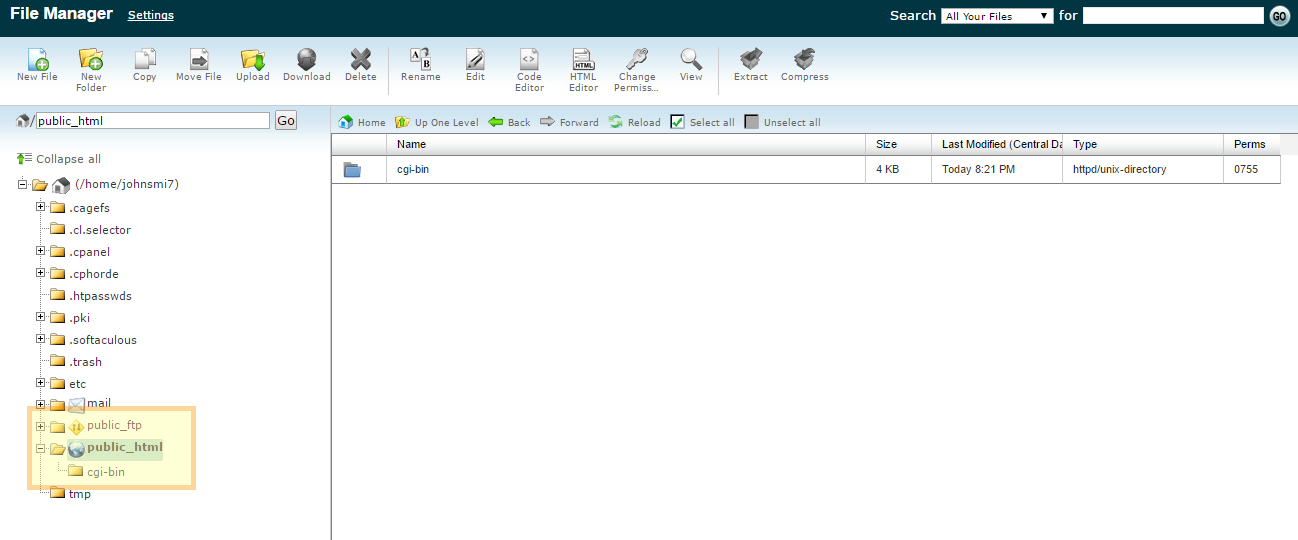 File Manager Settings Search All Your Files for GO
New File New Folder Copy Move File Upload Download Delete Rename Edit Code Editor HTML Editor Change Permiss... View Extract Compress
/ public_html Go
Home Up One Level Back Forward Reload Select all Unselect all
Name Size Last Modified (Central Da Type Perms
cgi-bin 4 KB Today 8:21 PM httpd/unix-directory 0755
Collapse all
(/home/johnsmi7)
.cagefs
.cl.selector
.cpanel
.cphorde
.htpasswds
.pki
.softaculous
.trash
etc
mail
public_ftp
public_html
cgi-bin
tmp